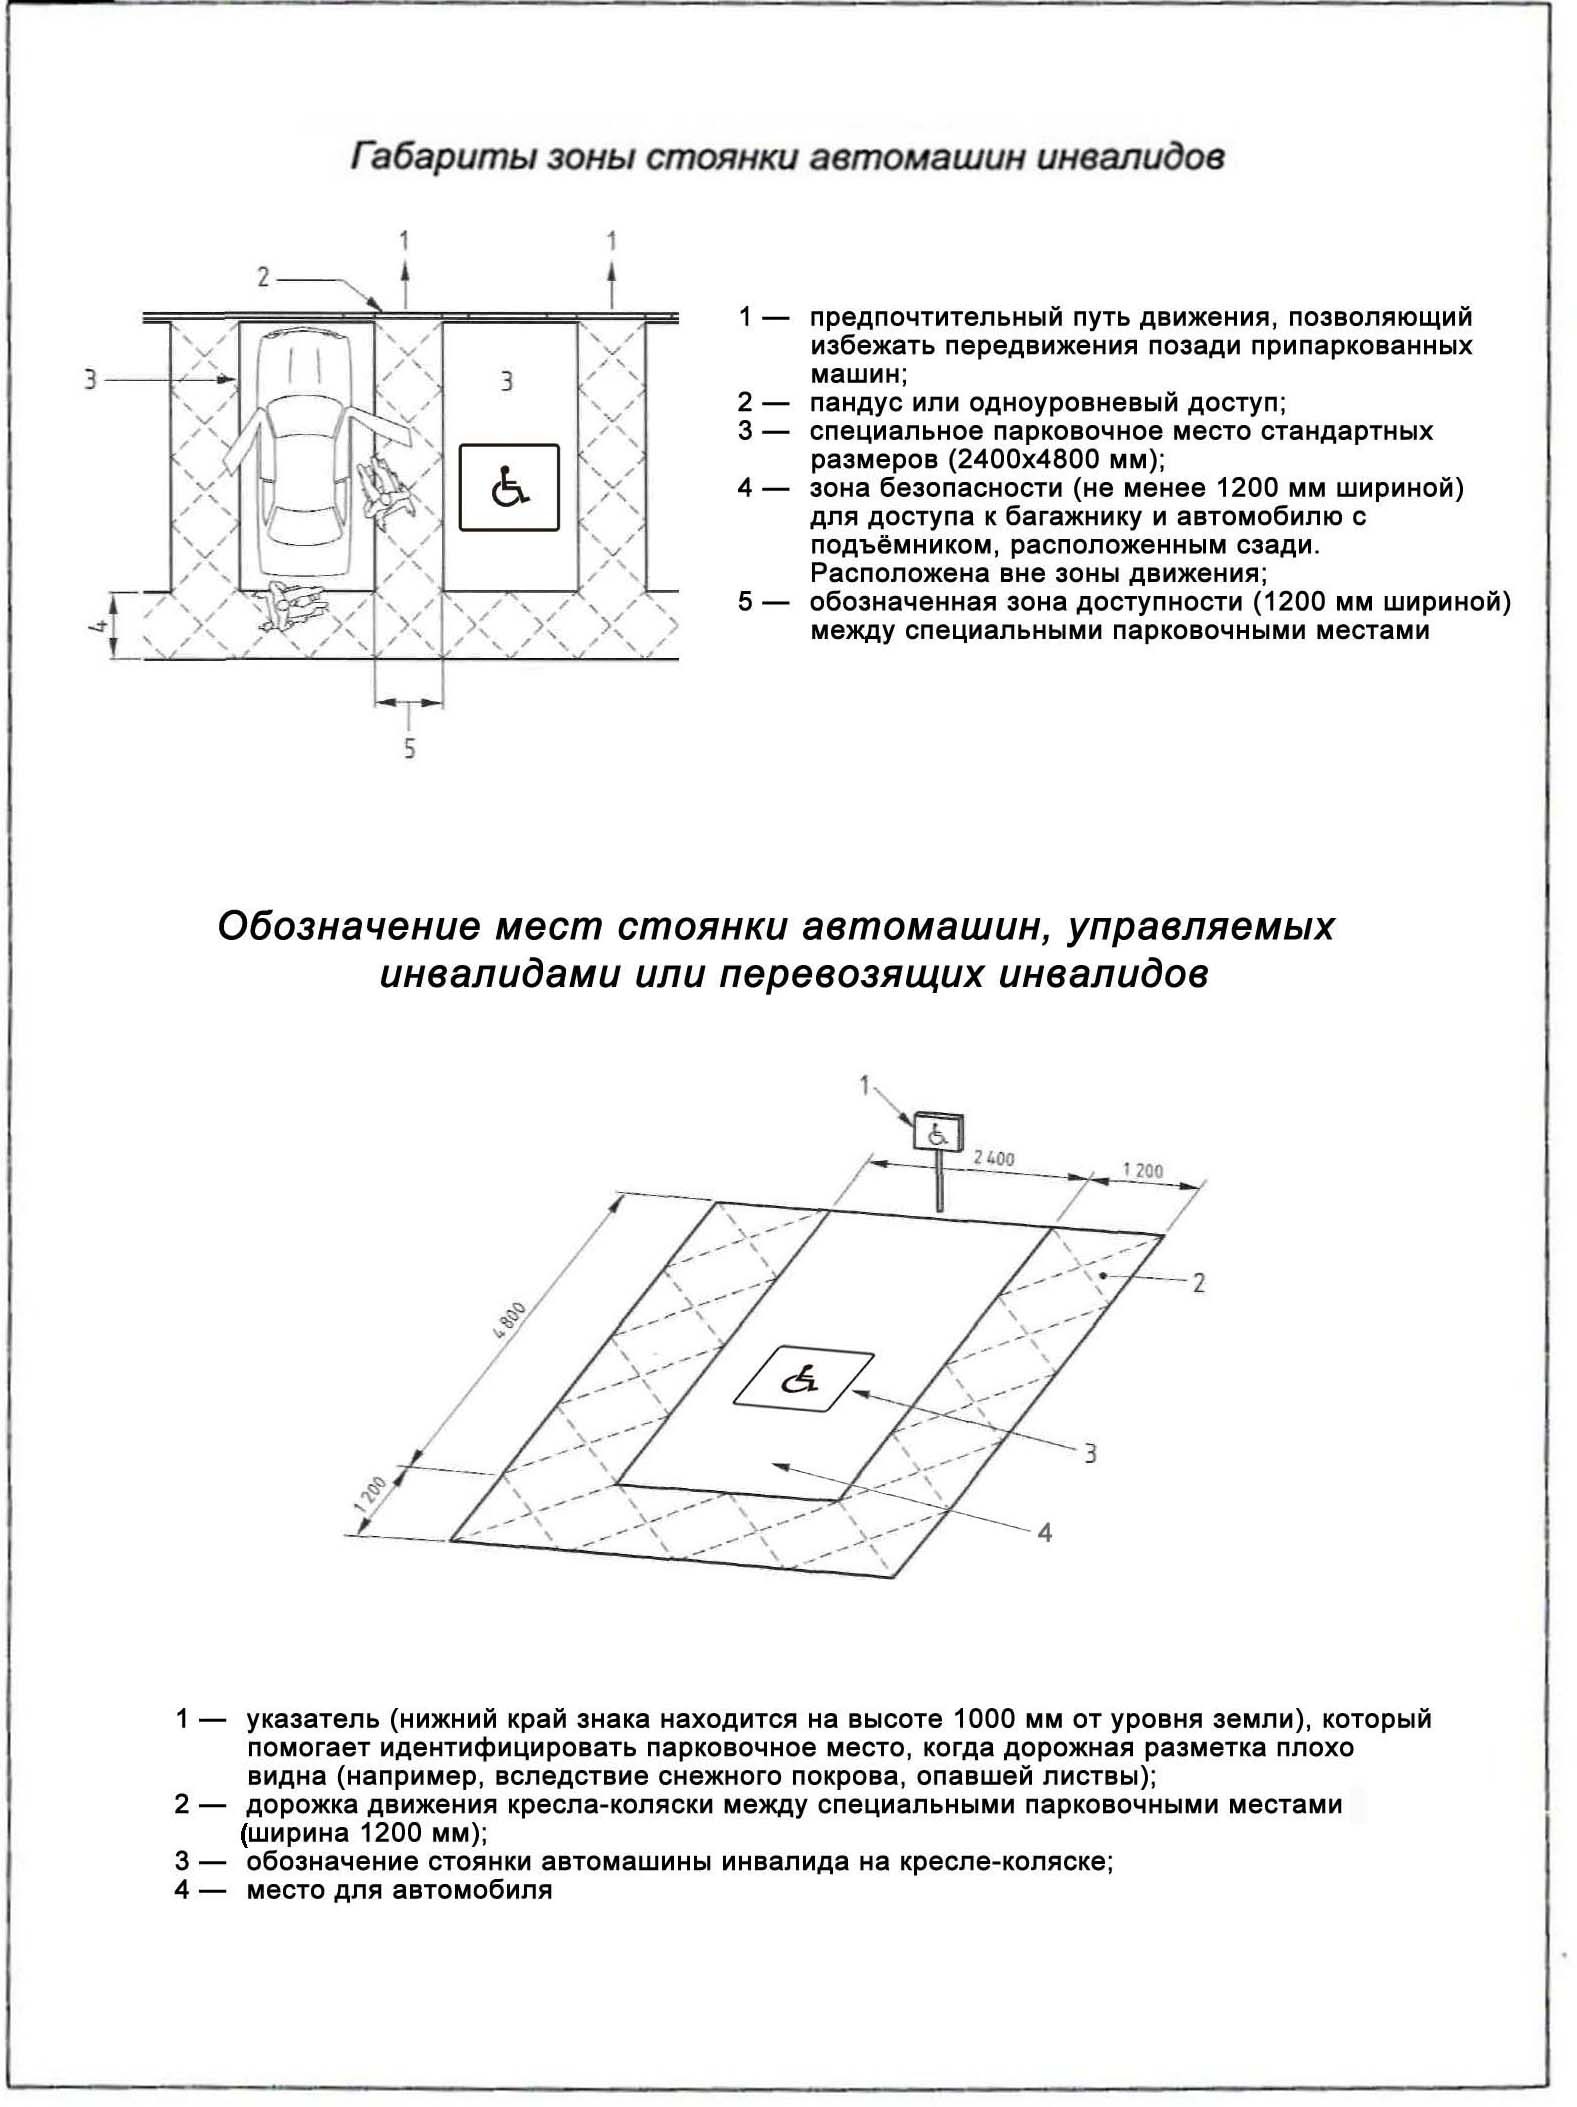 Габариты зоны стоянки автомашин инвалидов
1
1
2
3
3
4
5
1 — предпочтительный путь движения, позволяющий
избежать передвижения позади припаркованных
машин;
2 — пандус или одноуровневый доступ;
3 — специальное парковочное место стандартных
размеров (2400х4800 мм);
4 — зона безопасности (не менее 1200 мм шириной)
для доступа к багажнику и автомобилю с
подъёмником, расположенным сзади.
Расположена вне зоны движения;
5 — обозначенная зона доступности (1200 мм шириной)
между специальными парковочными местами
Обозначение мест стоянки автомашин, управляемых
инвалидами или перевозящих инвалидов
1
2 400
1 200
2
4 800
3
1 200
4
1 — указатель (нижний край знака находится на высоте 1000 мм от уровня земли), который
помогает идентифицировать парковочное место, когда дорожная разметка плохо
видна (например, вследствие снежного покрова, опавшей листвы);
2 — дорожка движения кресла-коляски между специальными парковочными местами
(ширина 1200 мм);
3 — обозначение стоянки автомашины инвалида на кресле-коляске;
4 — место для автомобиля